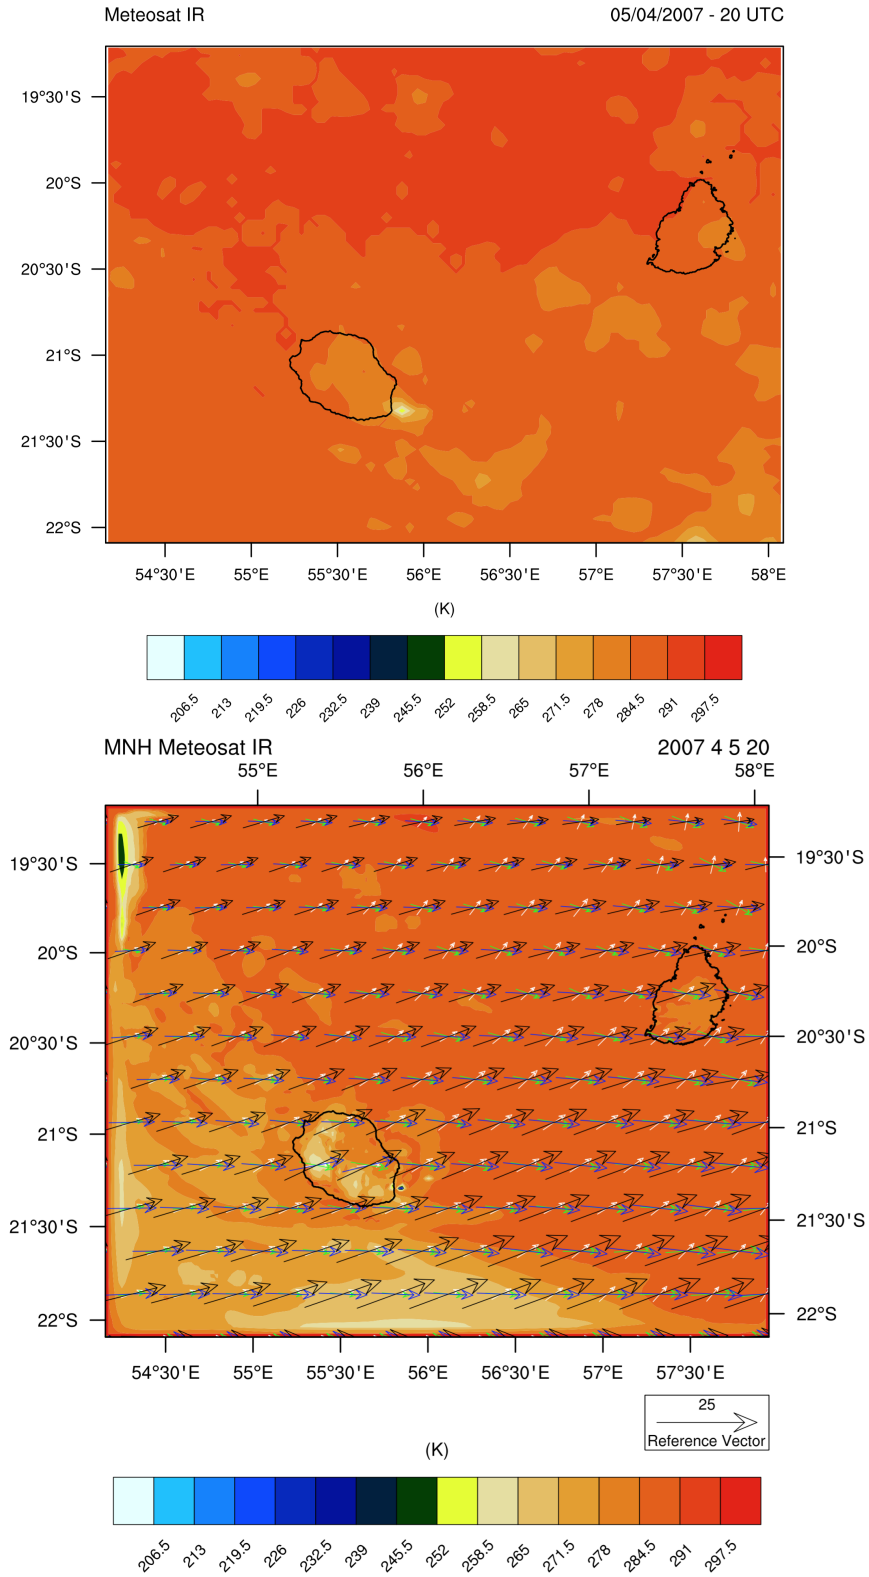 Meteosat IR 05/04/2007 - 20 UTC
19°30'S
20°S
20°30'S
21°S
21°30'S
22°S
54°30'E 55°E 55°30'E 56°E 56°30'E 57°E 57°30'E 58°E
(K)
206.5 213 219.5 226 232.5 239 245.5 252 258.5 265 271.5 278 284.5 291 297.5
MNH Meteosat IR 2007 4 5 20
55°E 56°E 57°E 58°E
19°30'S 19°30'S
20°S 20°S
20°30'S 20°30'S
21°S 21°S
21°30'S 21°30'S
22°S 22°S
54°30'E 55°E 55°30'E 56°E 56°30'E 57°E 57°30'E
25
Reference Vector
(K)
206.5 213 219.5 226 232.5 239 245.5 252 258.5 265 271.5 278 284.5 291 297.5